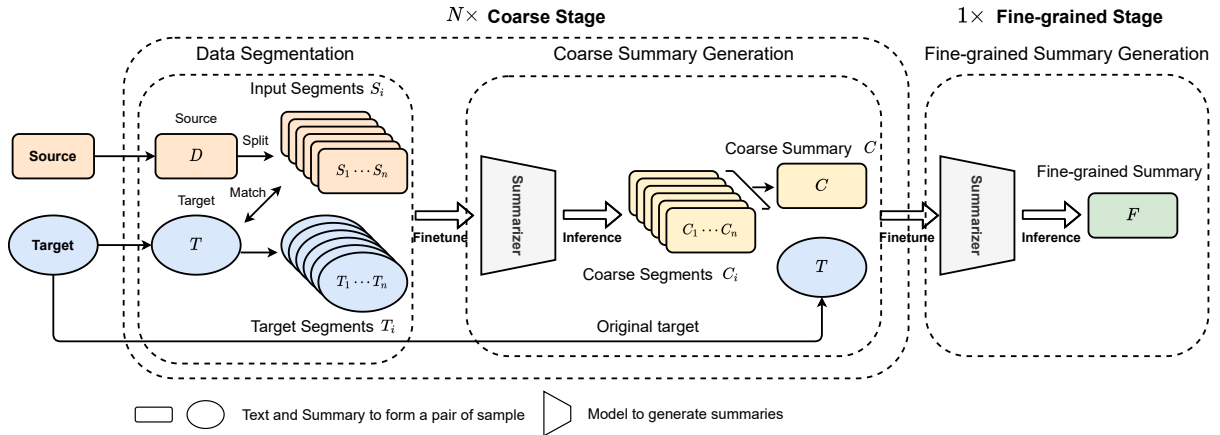 N× Coarse Stage
1× Fine-grained Stage
Data Segmentation
Coarse Summary Generation
Fine-grained Summary Generation
Input Segments S_i
Source
Source
D
Split
S_1 ⋯ S_n
Match
Target
Target
T
T_1 ⋯ T_n
Target Segments T_i
Finetune
Summarizer
Inference
C_1 ⋯ C_n
Coarse Segments C_i
Coarse Summary C
C
T
Original target
Finetune
Summarizer
Inference
Fine-grained Summary
F
Text and Summary to form a pair of sample
Model to generate summaries